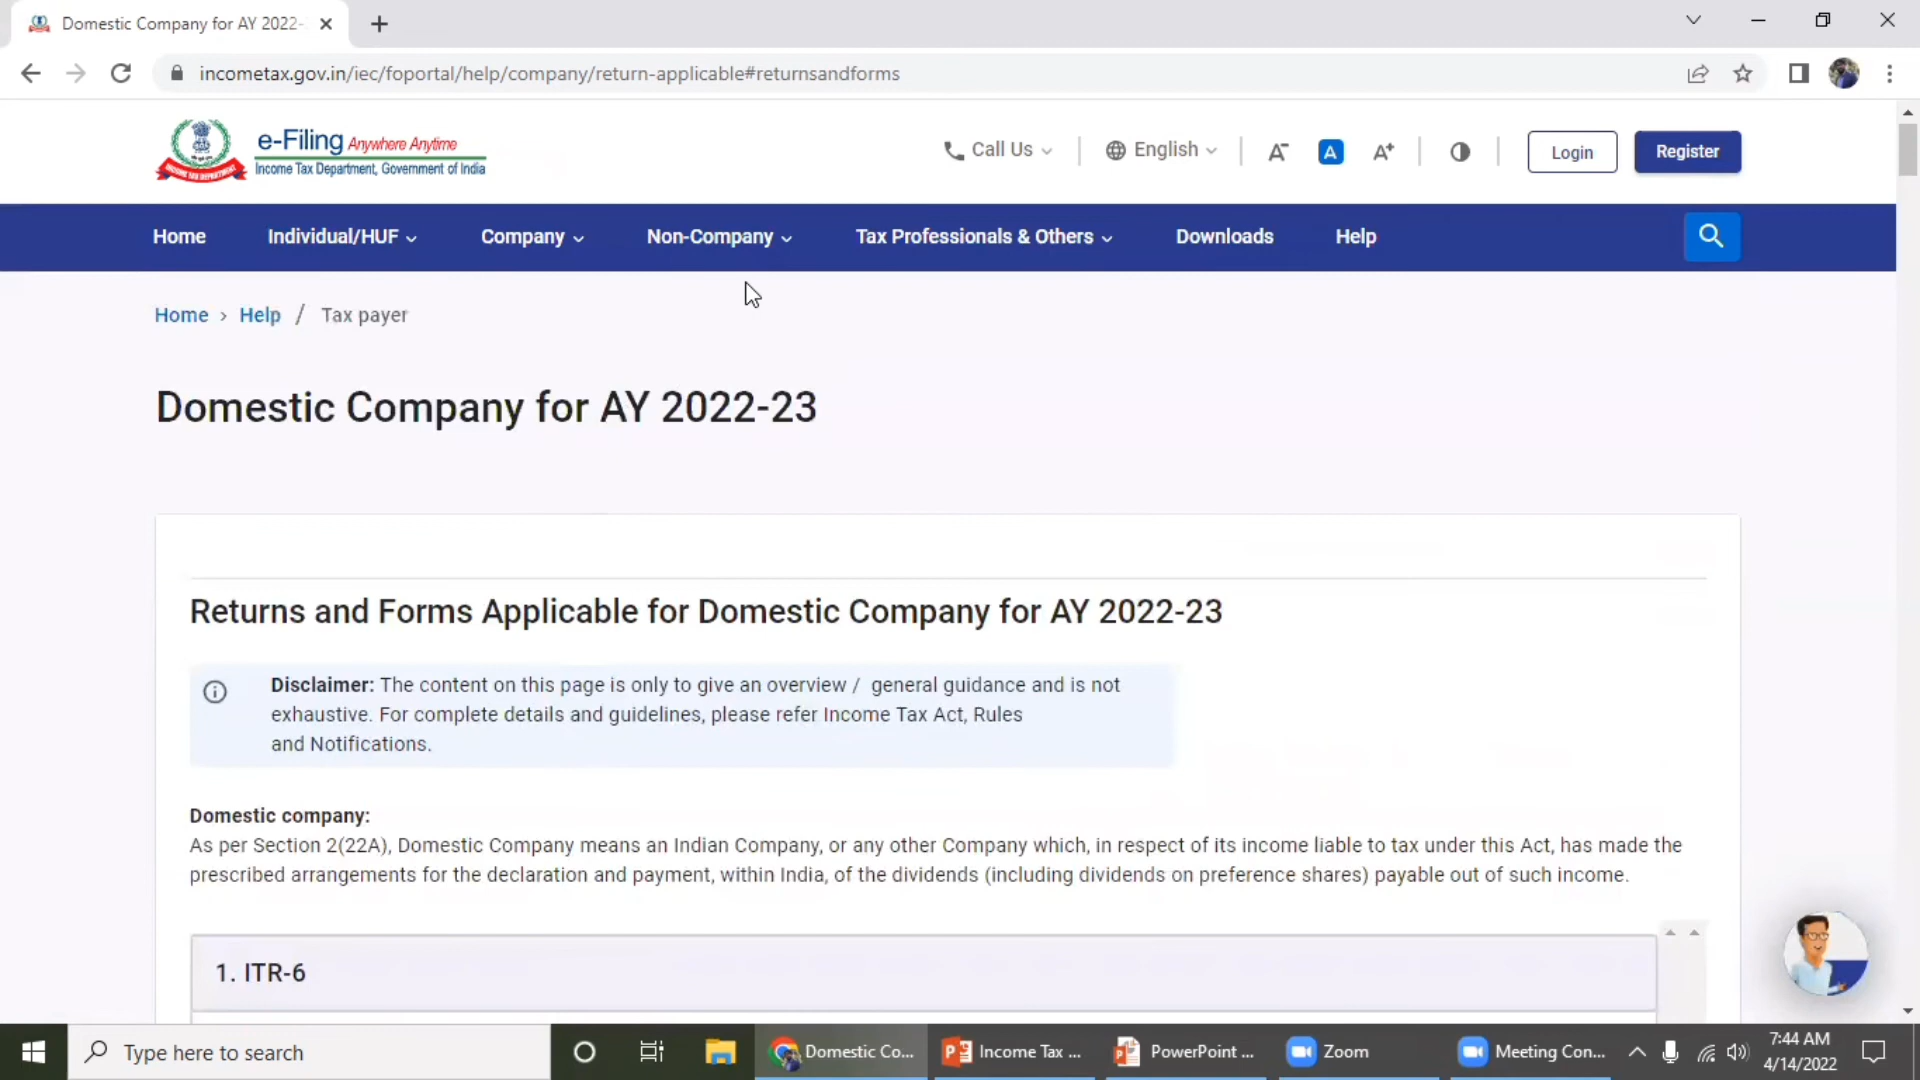 Domestic Company for AY 2022-
incometax.gov.in/iec/foportal/help/company/return-applicable#returnsandforms
e-Filing Anywhere Anytime
Income Tax Department, Government of India
Call Us
English
A-
A
A+
Login
Register
Home
Individual/HUF
Company
Non-Company
Tax Professionals & Others
Downloads
Help
Home > Help / Tax payer
Domestic Company for AY 2022-23
Returns and Forms Applicable for Domestic Company for AY 2022-23
Disclaimer: The content on this page is only to give an overview / general guidance and is not
exhaustive. For complete details and guidelines, please refer Income Tax Act, Rules
and Notifications.
Domestic company:
As per Section 2(22A), Domestic Company means an Indian Company, or any other Company which, in respect of its income liable to tax under this Act, has made the
prescribed arrangements for the declaration and payment, within India, of the dividends (including dividends on preference shares) payable out of such income.
1. ITR-6
Type here to search
Domestic Co...
Income Tax ...
PowerPoint ...
Zoom
Meeting Con...
7:44 AM
4/14/2022